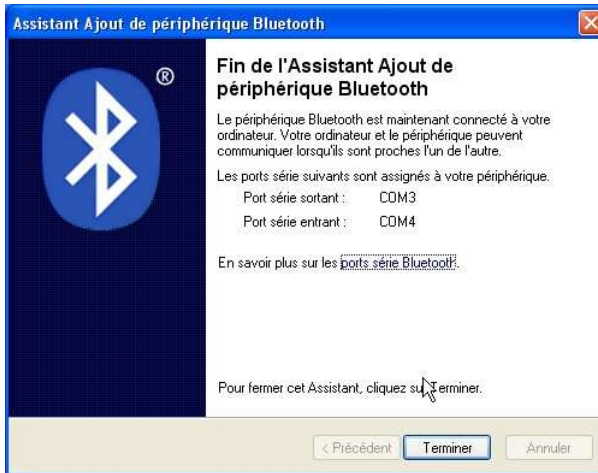 Assistant Ajout de périphérique Bluetooth
®
Fin de l'Assistant Ajout de
périphérique Bluetooth
Le périphérique Bluetooth est maintenant connecté à votre
ordinateur. Votre ordinateur et le périphérique peuvent
communiquer lorsqu'ils sont proches l'un de l'autre.
Les ports série suivants sont assignés à votre périphérique.
Port série sortant : COM3
Port série entrant : COM4
En savoir plus sur les ports série Bluetooth.
Pour fermer cet Assistant, cliquez sur Terminer.
< Précédent Terminer Annuler